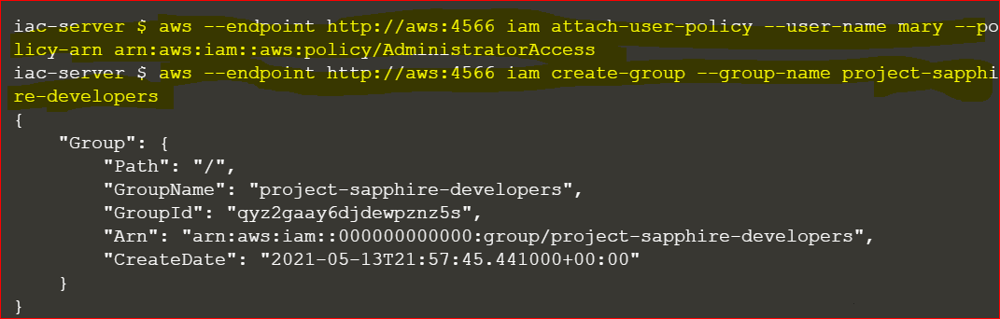 iac-server $ aws --endpoint http://aws:4566 iam attach-user-policy --user-name mary --po
licy-arn arn:aws:iam::aws:policy/AdministratorAccess
iac-server $ aws --endpoint http://aws:4566 iam create-group --group-name project-sapphi
re-developers
{
    "Group": {
        "Path": "/",
        "GroupName": "project-sapphire-developers",
        "GroupId": "qyz2gaay6djdewpznz5s",
        "Arn": "arn:aws:iam::000000000000:group/project-sapphire-developers",
        "CreateDate": "2021-05-13T21:57:45.441000+00:00"
    }
}